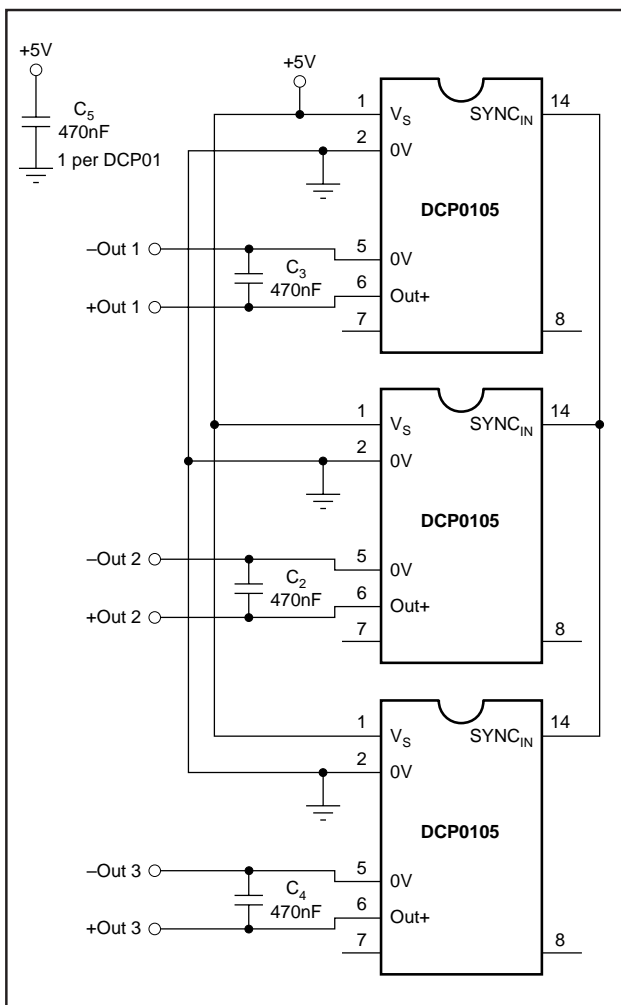 +5V
C5
470nF
1 per DCP01
+5V
1
VS
SYNCIN
14
2
0V
DCP0105
–Out 1
5
0V
C3
470nF
6
Out+
+Out 1
7
8
1
VS
SYNCIN
14
2
0V
DCP0105
–Out 2
5
0V
C2
470nF
6
Out+
+Out 2
7
8
1
VS
SYNCIN
14
2
0V
DCP0105
–Out 3
5
0V
C4
470nF
6
Out+
+Out 3
7
8